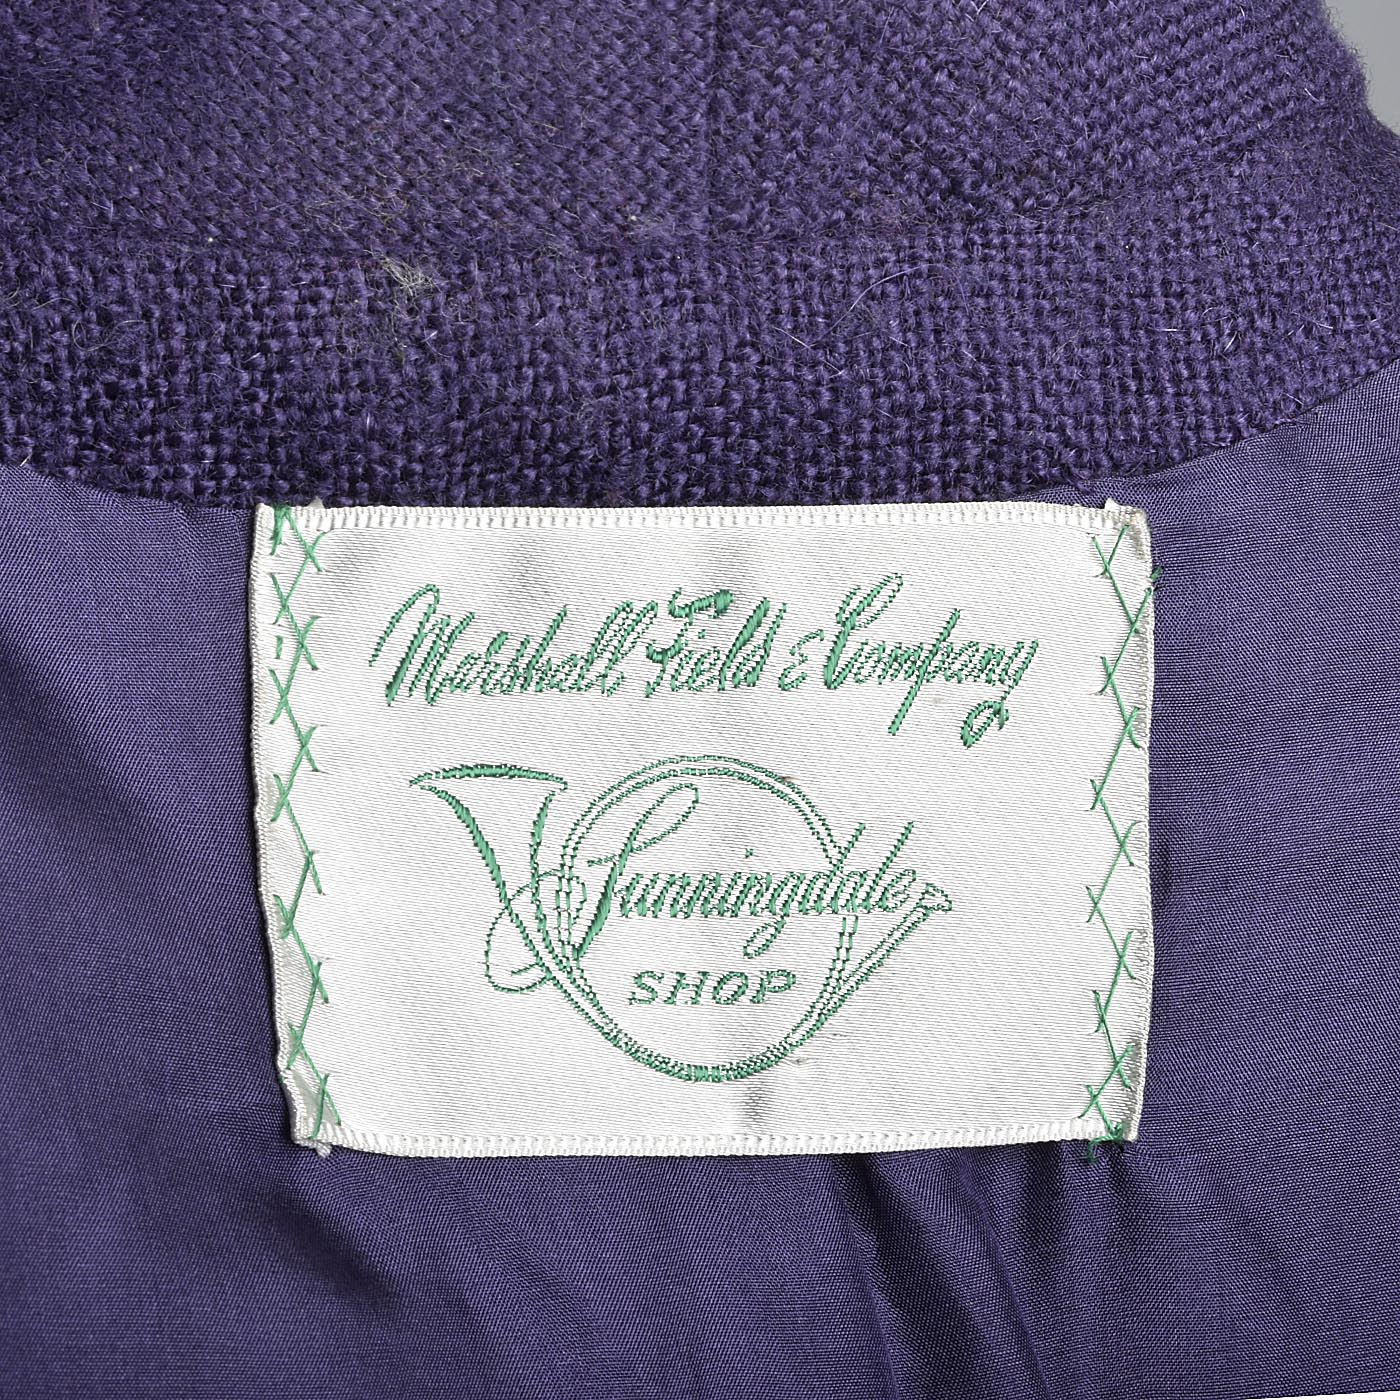 Marshall Field & Company
Sunningdale
SHOP